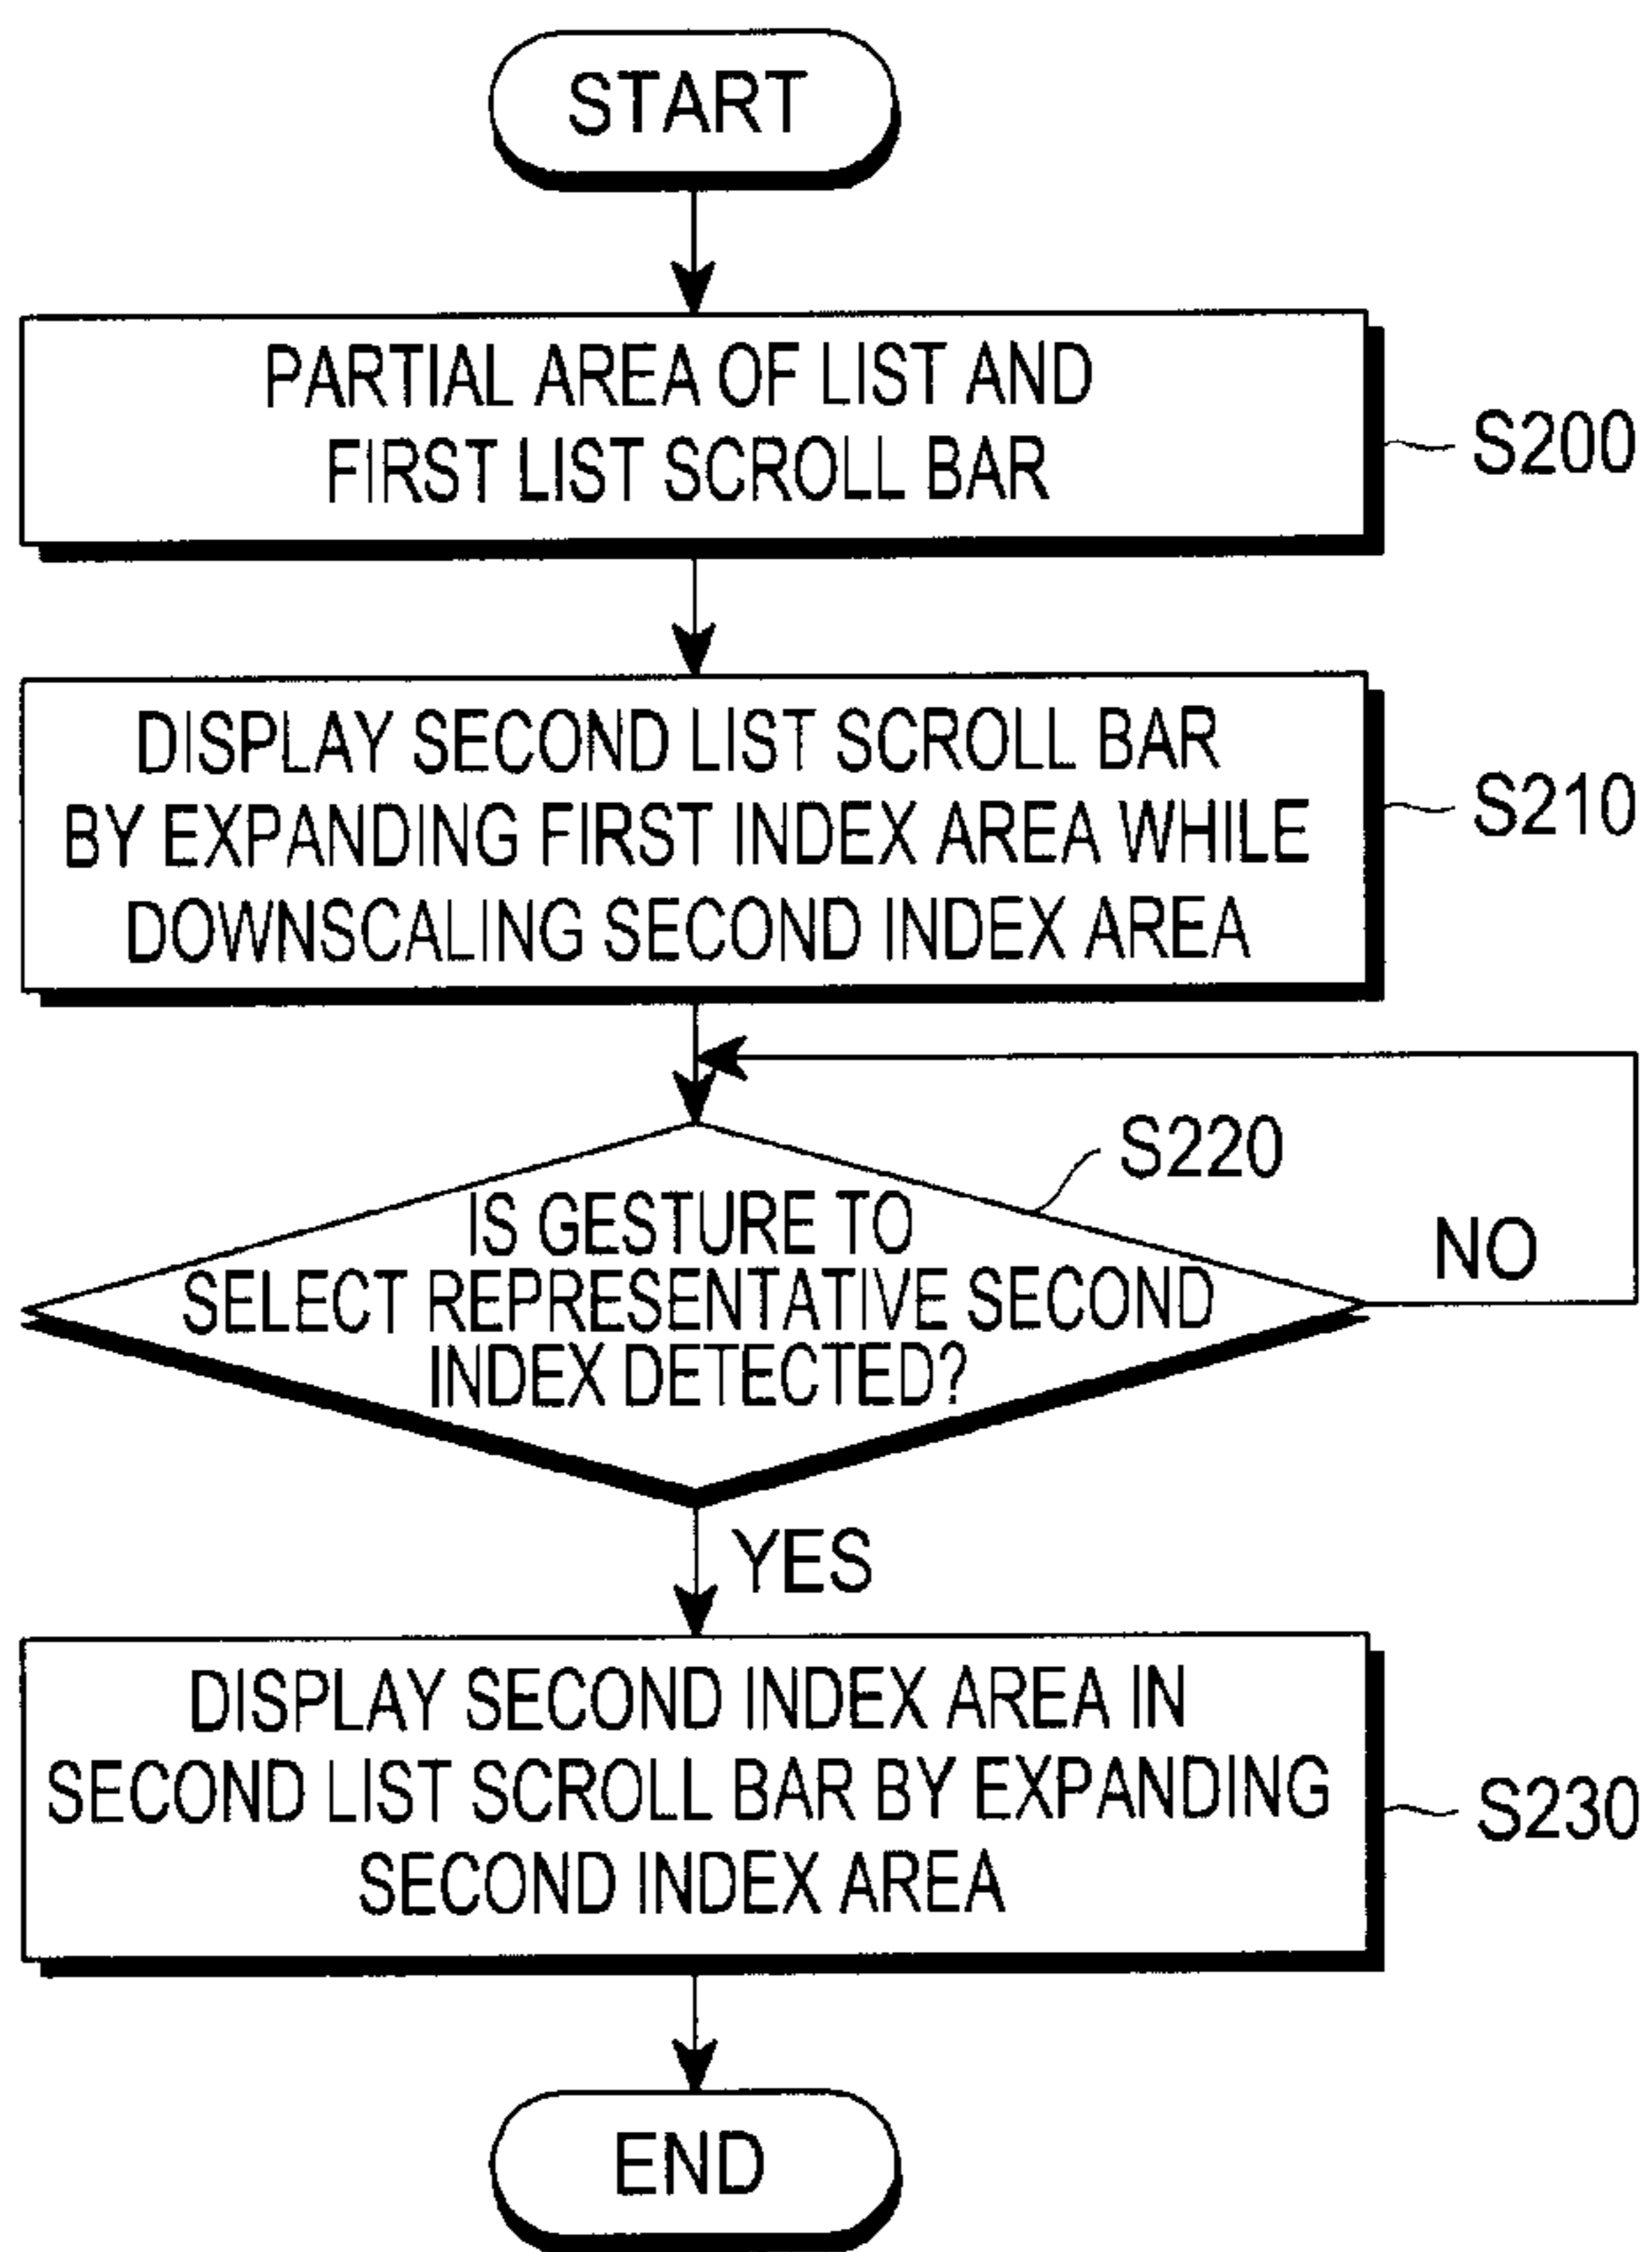 START
PARTIAL AREA OF LIST AND
FIRST LIST SCROLL BAR
S200
DISPLAY SECOND LIST SCROLL BAR
BY EXPANDING FIRST INDEX AREA WHILE
DOWNSCALING SECOND INDEX AREA
S210
S220
IS GESTURE TO
SELECT REPRESENTATIVE SECOND
INDEX DETECTED?
NO
YES
DISPLAY SECOND INDEX AREA IN
SECOND LIST SCROLL BAR BY EXPANDING
SECOND INDEX AREA
S230
END